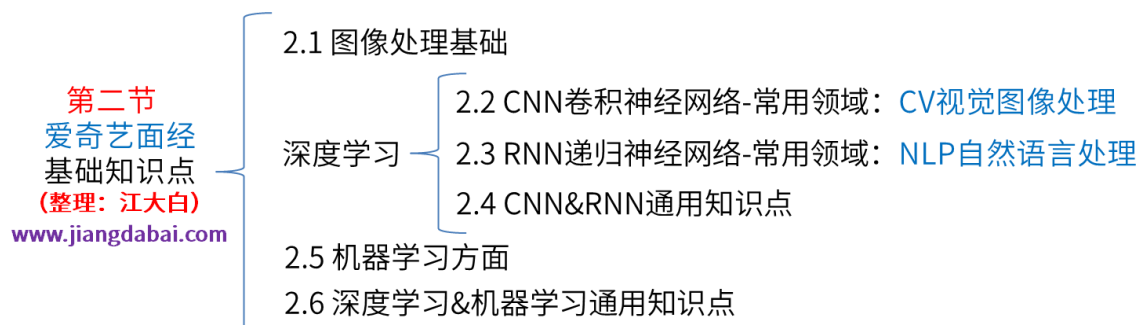 第二节
爱奇艺面经
基础知识点
（整理：江大白）
www.jiangdabai.com
2.1 图像处理基础
深度学习
2.2 CNN卷积神经网络-常用领域：CV视觉图像处理
2.3 RNN递归神经网络-常用领域：NLP自然语言处理
2.4 CNN&RNN通用知识点
2.5 机器学习方面
2.6 深度学习&机器学习通用知识点